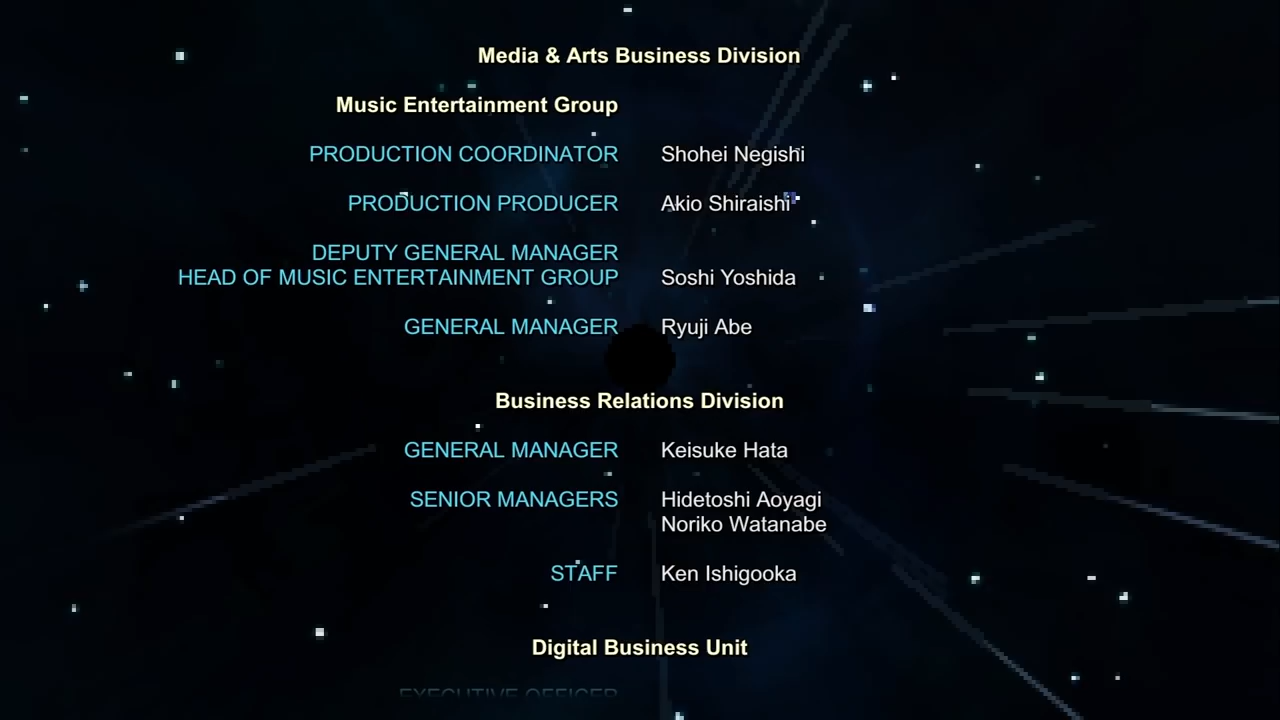 Media & Arts Business Division
Music Entertainment Group
PRODUCTION COORDINATOR Shohei Negishi
PRODUCTION PRODUCER Akio Shiraishi
DEPUTY GENERAL MANAGER
HEAD OF MUSIC ENTERTAINMENT GROUP Soshi Yoshida
GENERAL MANAGER Ryuji Abe
Business Relations Division
GENERAL MANAGER Keisuke Hata
SENIOR MANAGERS Hidetoshi Aoyagi
Noriko Watanabe
STAFF Ken Ishigooka
Digital Business Unit
EXECUTIVE OFFICER